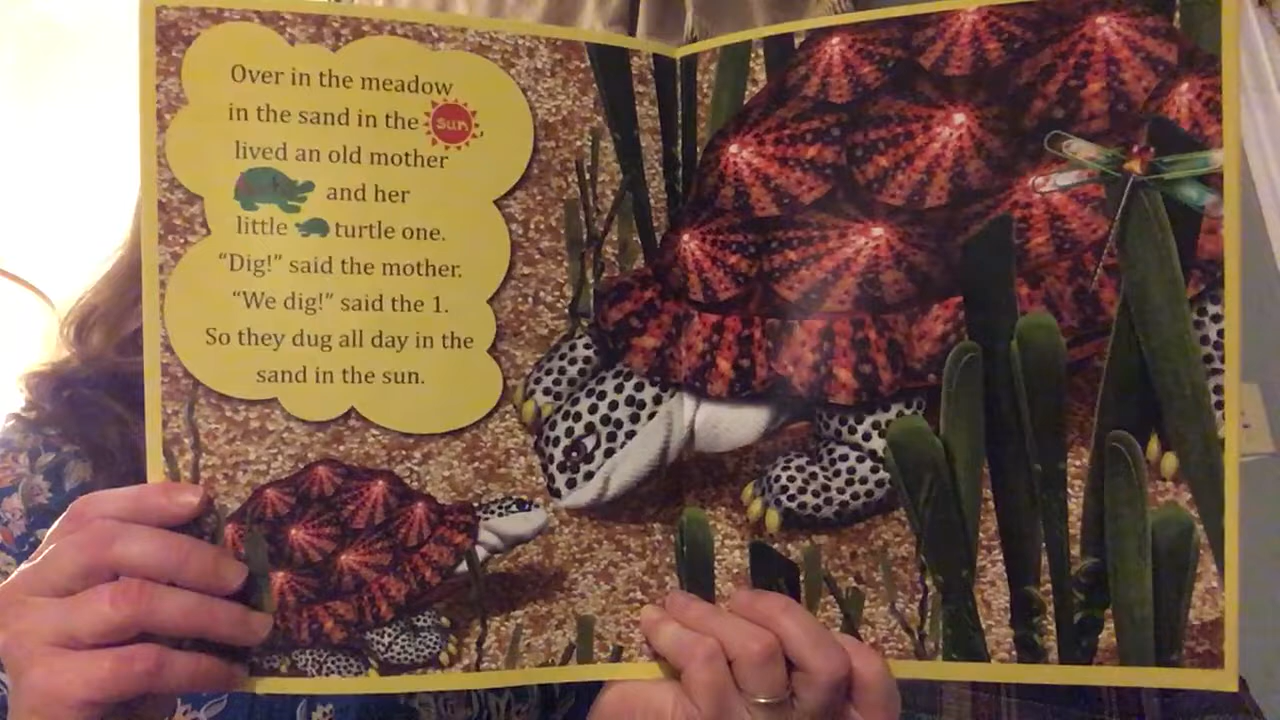 Over in the meadow
in the sand in the sun
lived an old mother
and her
little turtle one.
“Dig!” said the mother.
“We dig!” said the 1.
So they dug all day in the
sand in the sun.